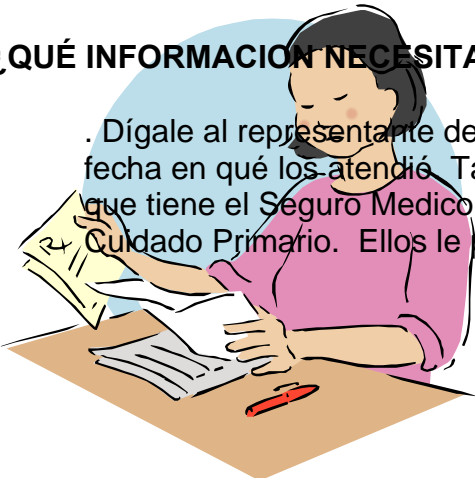 ¿QUÉ INFORMACION NECESITA
. Dígale al representante de
fecha en qué los atendió. Ta
que tiene el Seguro Medico
Cuidado Primario. Ellos le
Rx